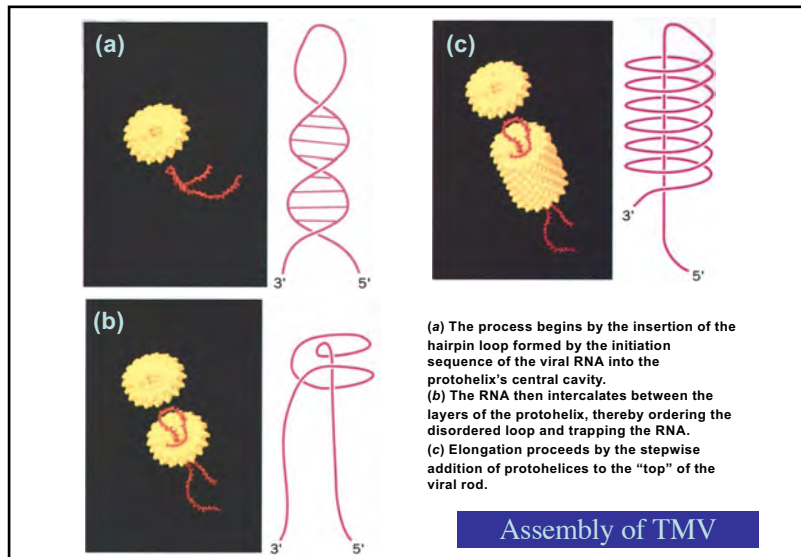 (a)
3'
5'
(b)
3'
5'
(c)
3'
5'
(a) The process begins by the insertion of the
hairpin loop formed by the initiation
sequence of the viral RNA into the
protohelix’s central cavity.
(b) The RNA then intercalates between the
layers of the protohelix, thereby ordering the
disordered loop and trapping the RNA.
(c) Elongation proceeds by the stepwise
addition of protohelices to the “top” of the
viral rod.
Assembly of TMV